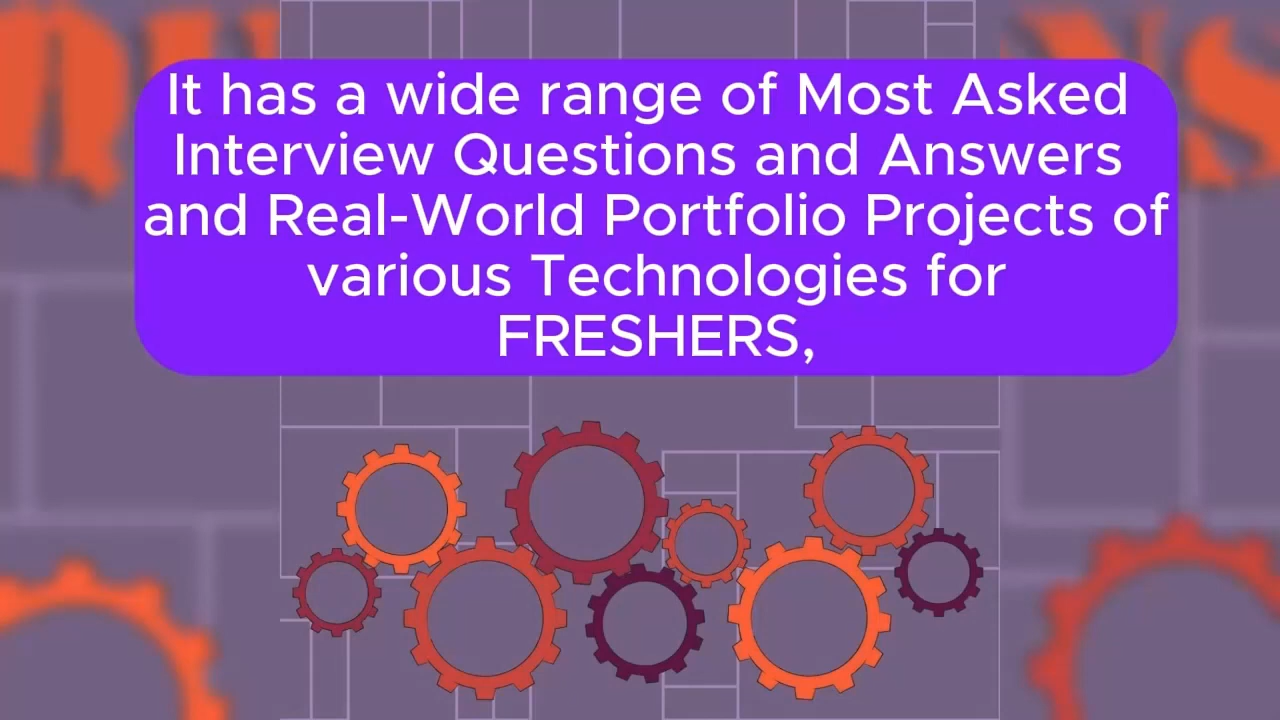 It has a wide range of Most Asked
Interview Questions and Answers
and Real-World Portfolio Projects of
various Technologies for
FRESHERS,